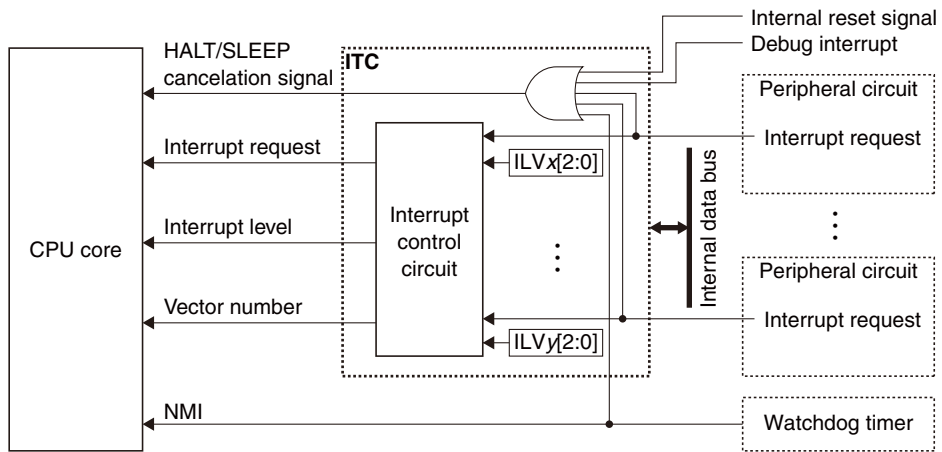 Internal reset signal
Debug interrupt
HALT/SLEEP
cancelation signal
ITC
Peripheral circuit
Interrupt request
Interrupt request
ILVx[2:0]
Interrupt level
Interrupt
control
circuit
CPU core
Internal data bus
Peripheral circuit
Vector number
Interrupt request
ILVy[2:0]
NMI
Watchdog timer